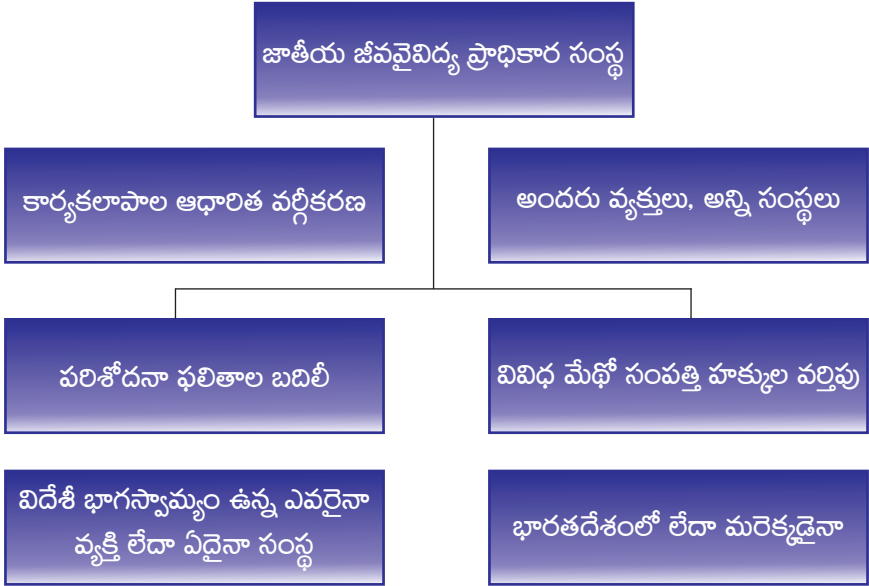 జాతీయ జీవవైవిద్య ప్రాధికార సంస్థ
కార్యకలాపాల ఆధారిత వర్గీకరణ
అందరు వ్యక్తులు, అన్ని సంస్థలు
పరిశోదనా ఫలితాల బదిలీ
వివిధ మేథో సంపత్తి హక్కుల వర్తింపు
విదేశీ భాగస్వామ్యం ఉన్న ఎవరైనా
వ్యక్తి లేదా ఏదైనా సంస్థ
భారతదేశంలో లేదా మరెక్కడైనా